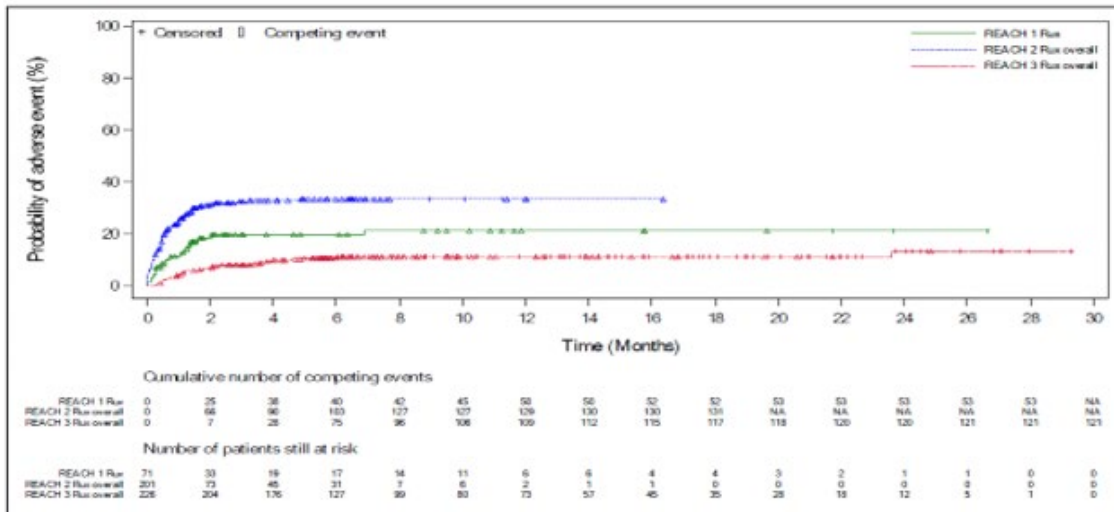 100
80
60
40
20
0
Probability of adverse event (%)
+ Censored Competing event
REACH 1 Rux
REACH 2 Rux overall
REACH 3 Rux overall
0 2 4 6 8 10 12 14 16 18 20 22 24 26 28 30
Time (Months)
Cumulative number of competing events
REACH 1 Rux 0 25 38 40 42 45 52 52 53 53 53 53 53 NA
REACH 2 Rux overall 0 90 103 127 127 129 130 130 131 NA NA NA NA NA NA
REACH 3 Rux overall 0 7 28 75 96 109 112 115 117 118 120 120 121 121 121
Number of patients still at risk
REACH 1 Rux 71 33 19 17 14 11 6 6 4 4 3 2 1 1 0 0
REACH 2 Rux overall 201 73 45 31 7 6 2 1 1 0 0 0 0 0 0 0
REACH 3 Rux overall 226 204 176 127 99 73 57 45 35 28 18 12 5 1 0